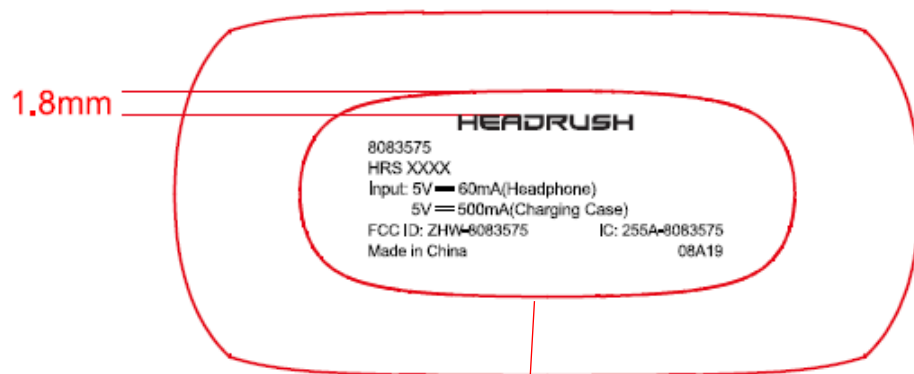 1.8mm
HEADRUSH
8083575
HRS XXXX
Input: 5V⎓60mA(Headphone)
5V⎓500mA(Charging Case)
FCC ID: ZHW-8083575 IC: 255A-8083575
Made in China 08A19